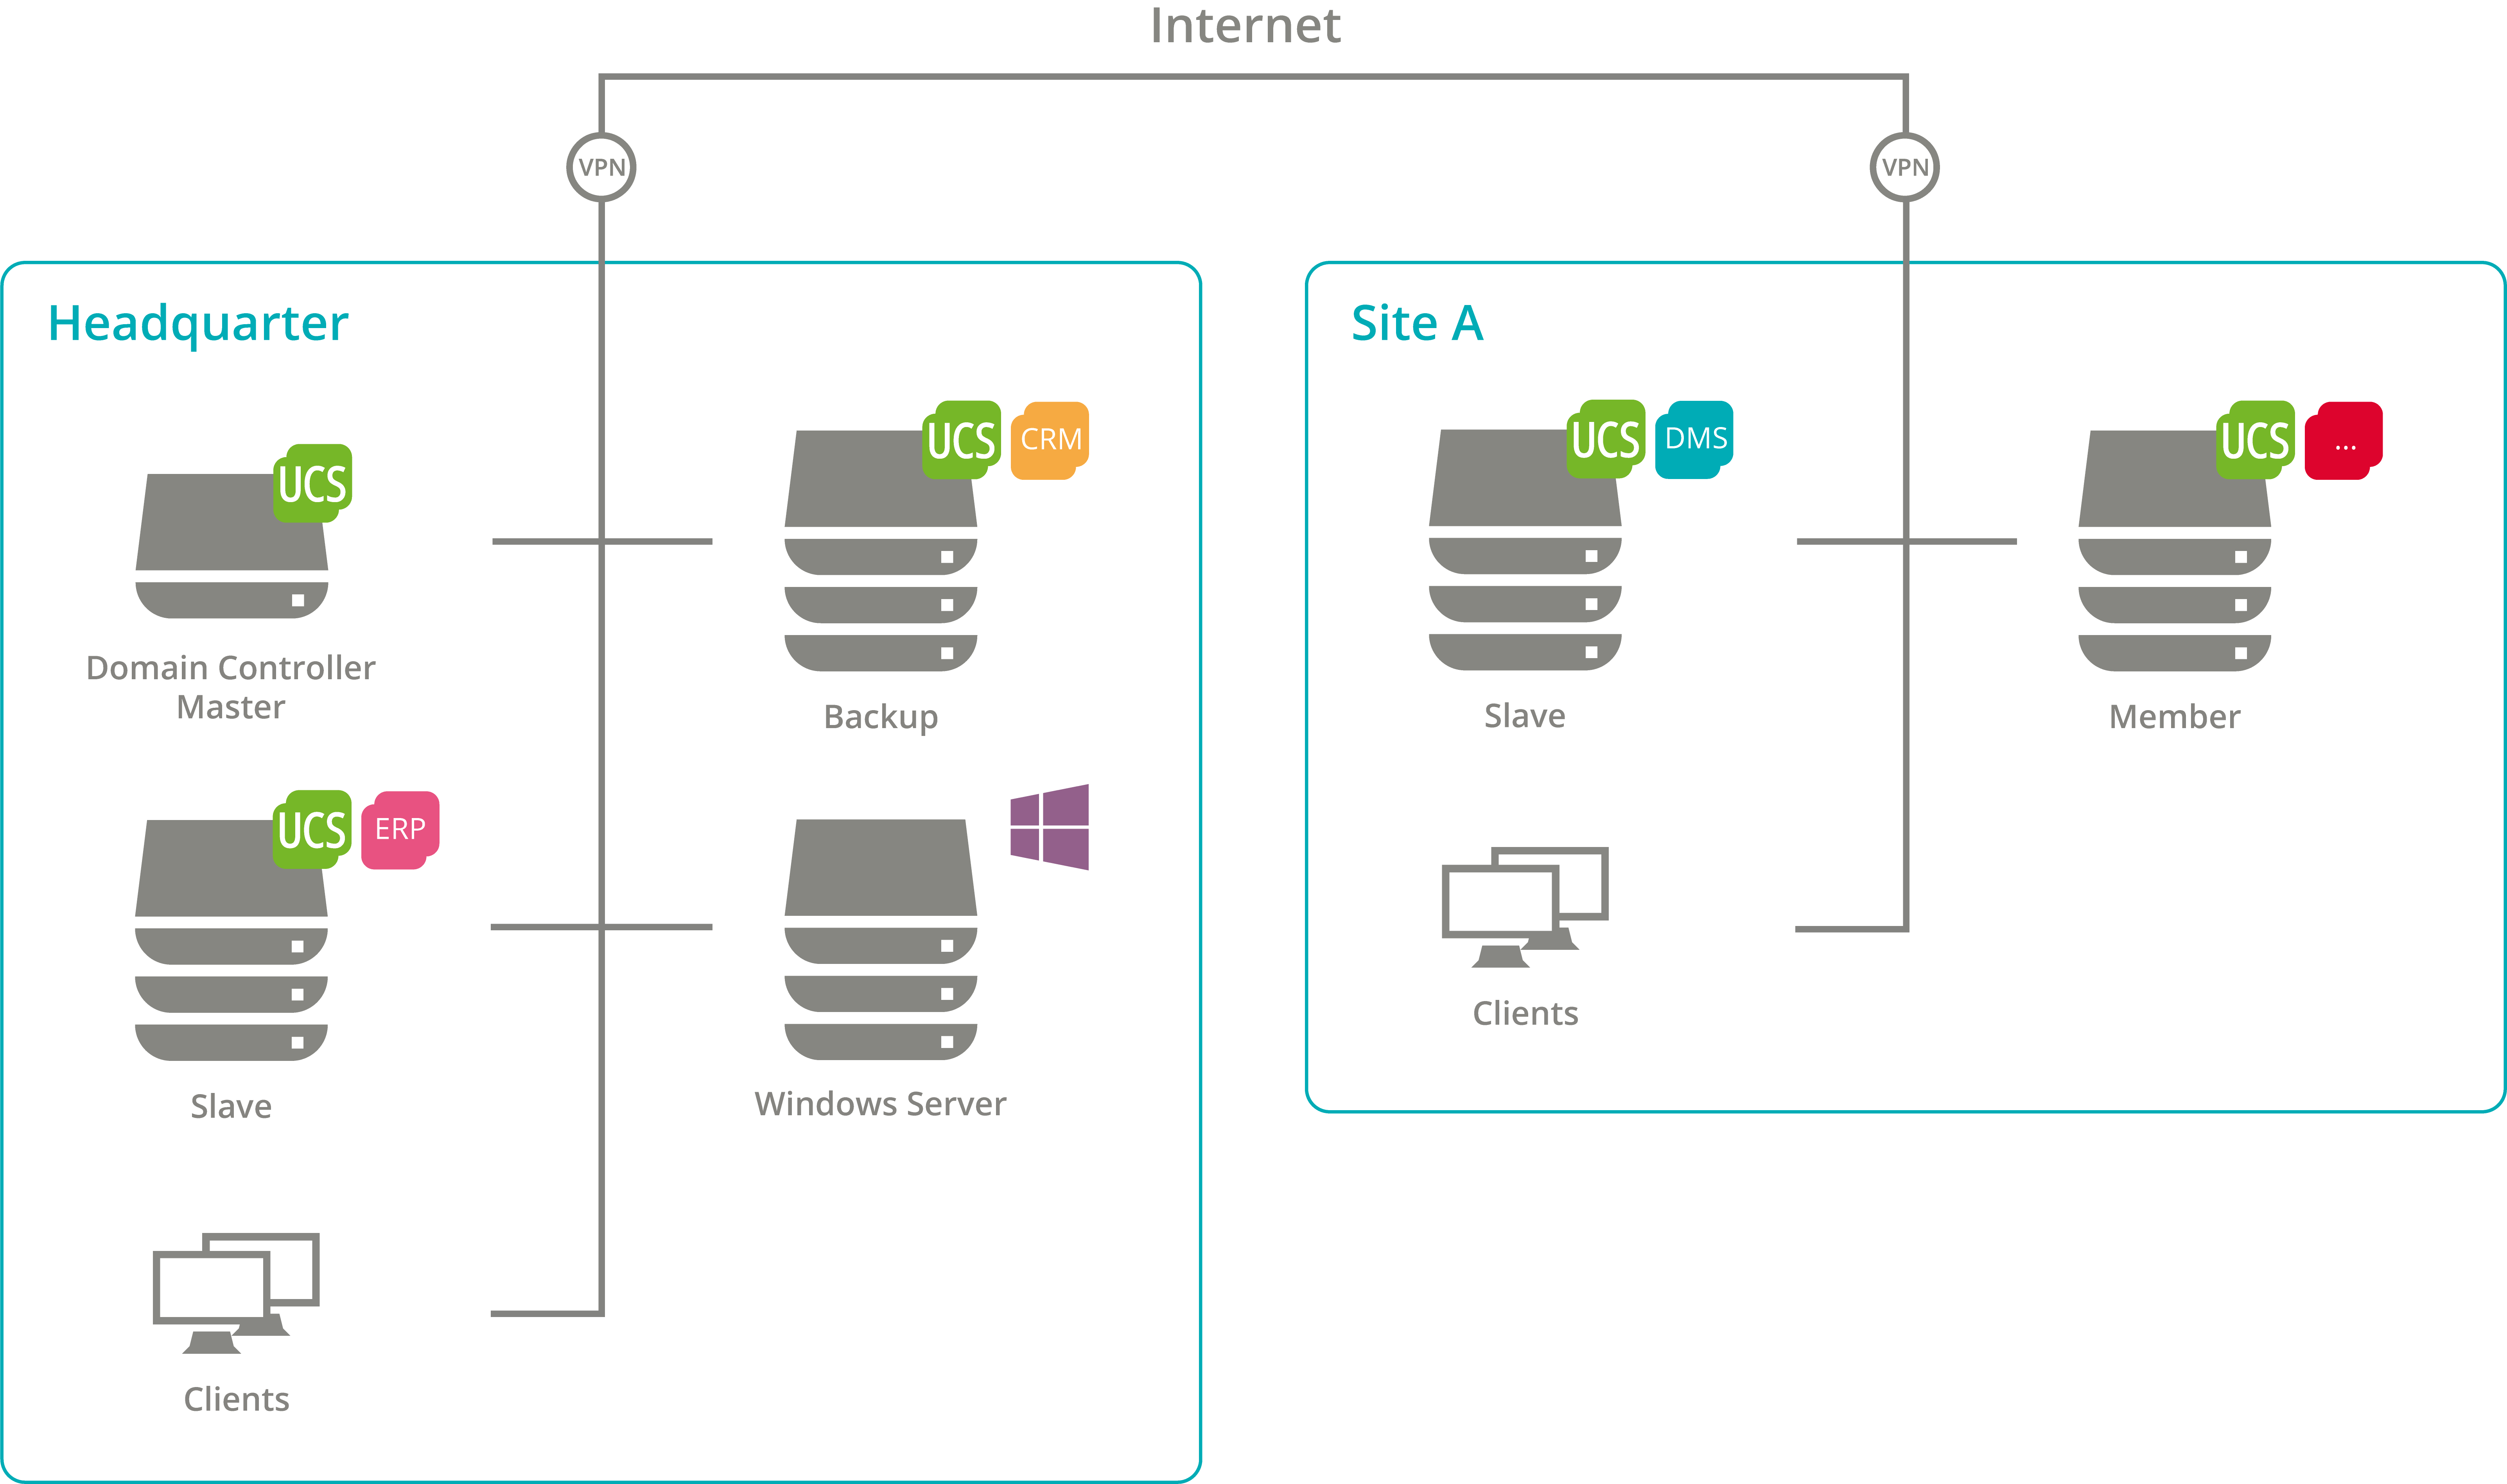 Internet
VPN
VPN
Headquarter
UCS
Domain Controller
Master
UCS
CRM
Backup
UCS
ERP
Slave
Windows Server
Clients
Site A
UCS
DMS
Slave
UCS
...
Member
Clients